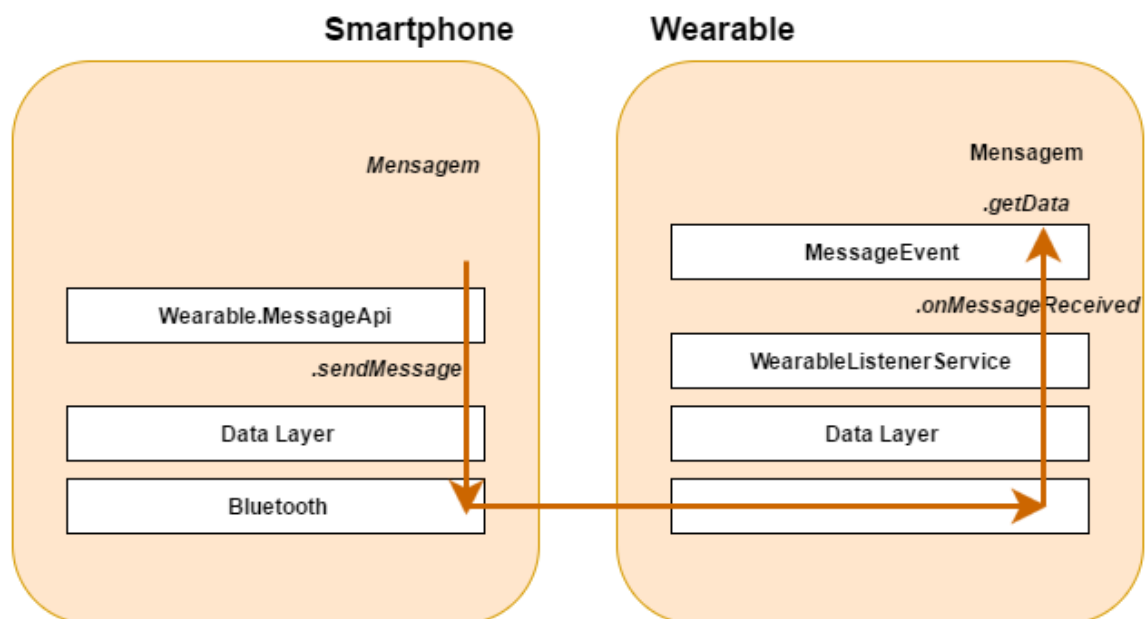 Smartphone
Wearable
Mensagem
Wearable.MessageApi
.sendMessage
Data Layer
Bluetooth
Mensagem
.getData
MessageEvent
.onMessageReceived
WearableListenerService
Data Layer